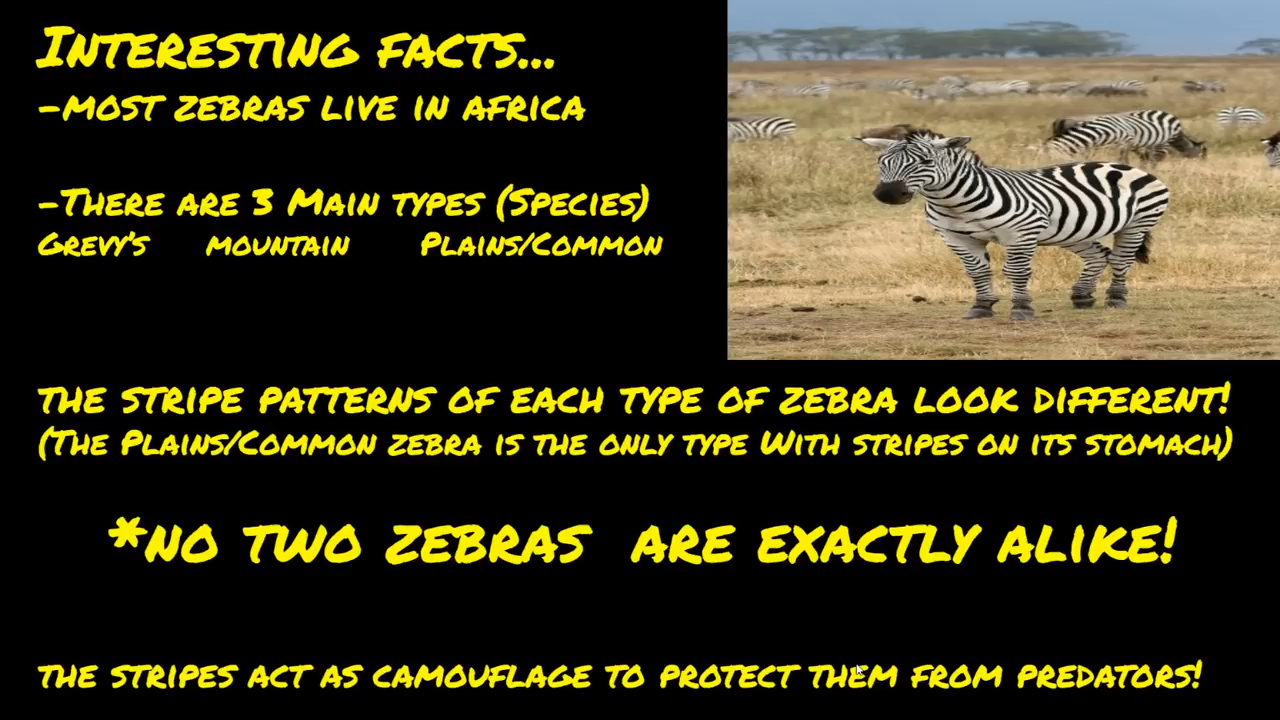 Interesting facts...
-most zebras live in Africa
-There are 3 Main types (Species)
Grevy's mountain Plains/Common
the stripe patterns of each type of zebra look different!
(The Plains/Common zebra is the only type With stripes on its stomach)
*no two zebras are exactly alike!
the stripes act as camouflage to protect them from predators!